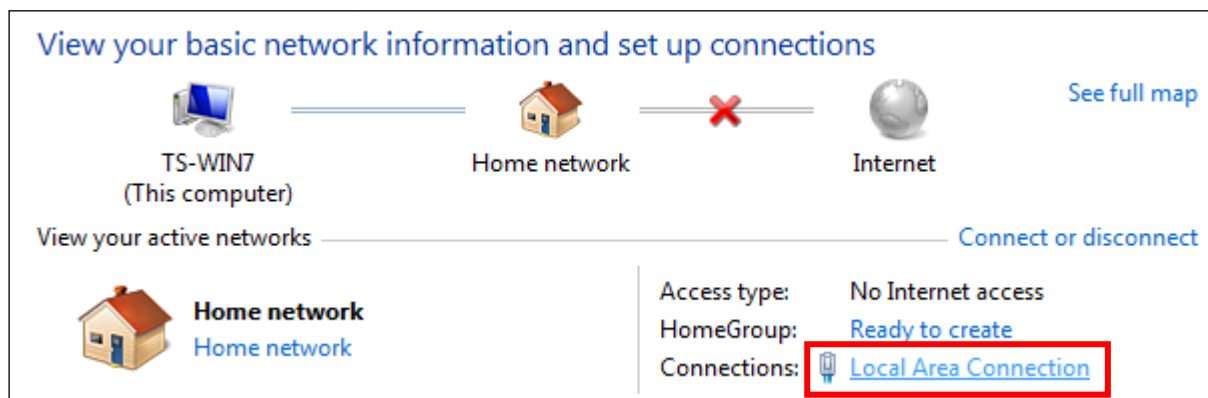 View your basic network information and set up connections
See full map
TS-WIN7
(This computer)
Home network
Internet
View your active networks
Connect or disconnect
Home network
Home network
Access type: No Internet access
HomeGroup: Ready to create
Connections: Local Area Connection